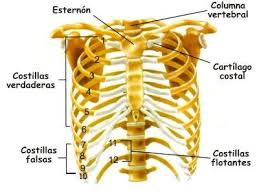 Esternón
Columna
vertebral
Cartílago
costal
Costillas
verdaderas
1
2
3
4
5
6
7
Costillas
falsas
8
9
10
11
12
Costillas
flotantes